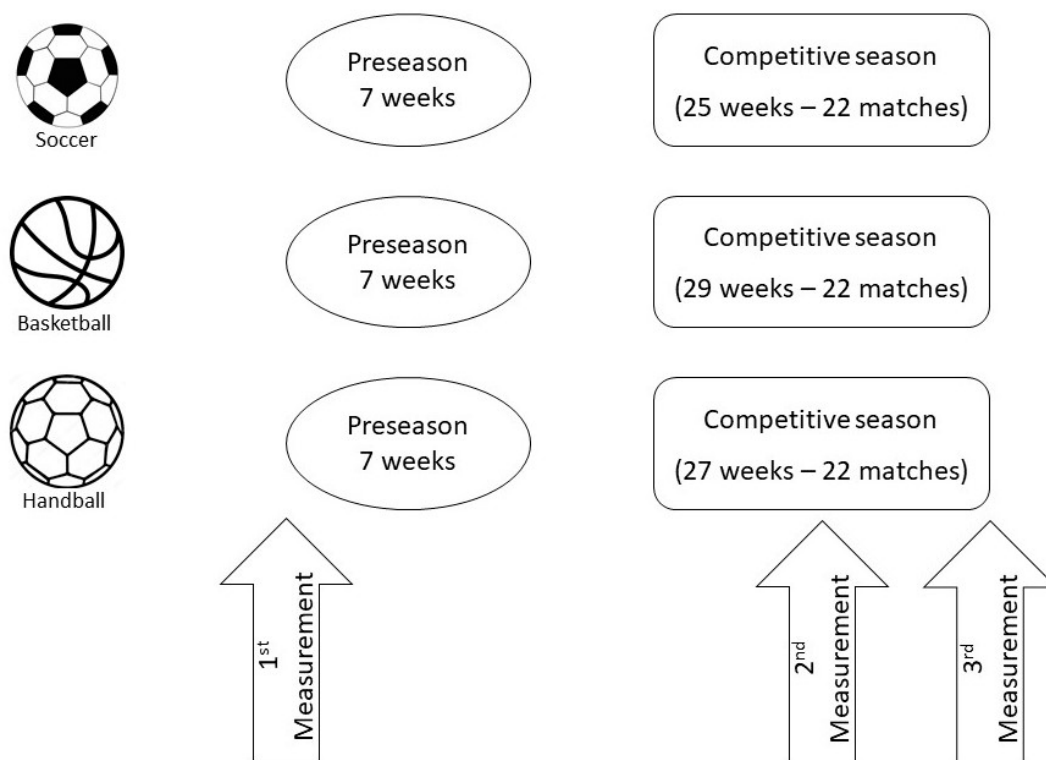 Soccer
Preseason
7 weeks
Competitive season
(25 weeks – 22 matches)
Basketball
Preseason
7 weeks
Competitive season
(29 weeks – 22 matches)
Handball
Preseason
7 weeks
Competitive season
(27 weeks – 22 matches)
1st
Measurement
2nd
Measurement
3rd
Measurement